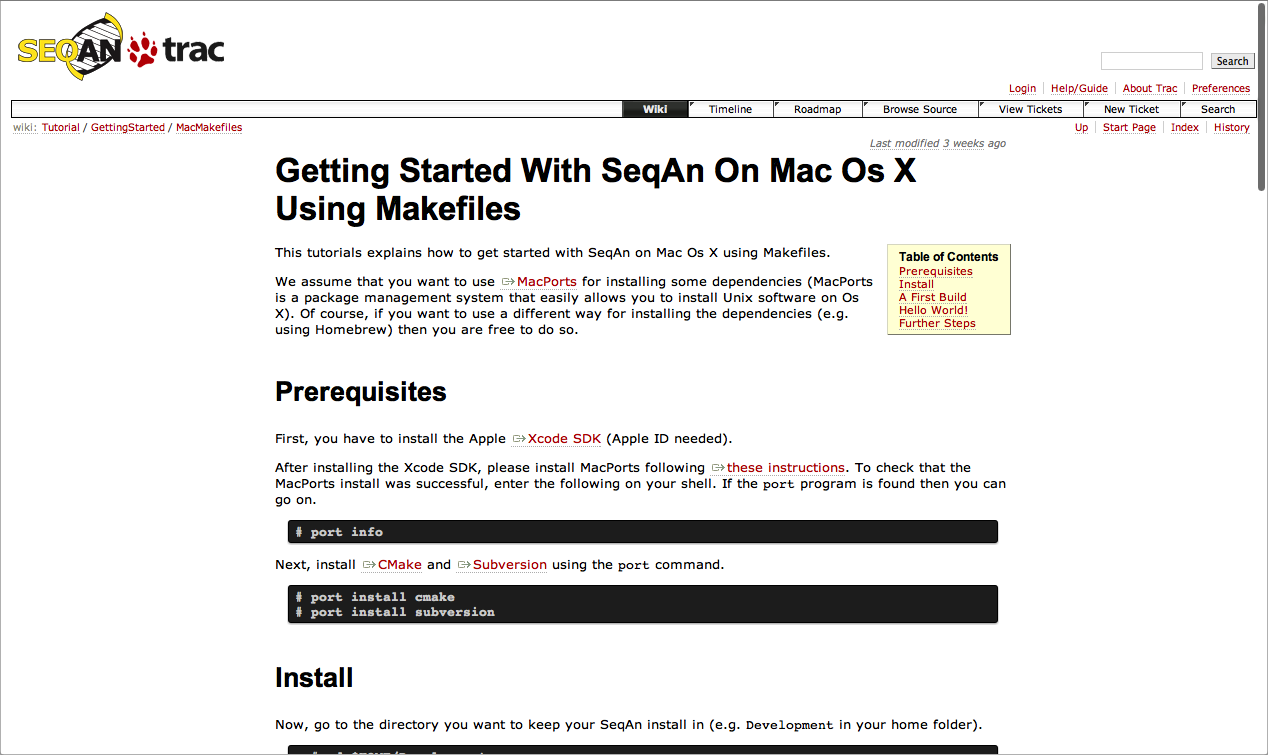 SEQAN trac
Search
Login Help/Guide About Trac Preferences
Wiki Timeline Roadmap Browse Source View Tickets New Ticket Search
wiki: Tutorial / GettingStarted / MacMakefiles
Up Start Page Index History
Last modified 3 weeks ago
Getting Started With SeqAn On Mac Os X
Using Makefiles
This tutorials explains how to get started with SeqAn on Mac Os X using Makefiles.
We assume that you want to use MacPorts for installing some dependencies (MacPorts
is a package management system that easily allows you to install Unix software on Os
X). Of course, if you want to use a different way for installing the dependencies (e.g.
using Homebrew) then you are free to do so.
Table of Contents
Prerequisites
Install
A First Build
Hello World!
Further Steps
Prerequisites
First, you have to install the Apple Xcode SDK (Apple ID needed).
After installing the Xcode SDK, please install MacPorts following these instructions. To check that the
MacPorts install was successful, enter the following on your shell. If the port program is found then you can
go on.
# port info
Next, install CMake and Subversion using the port command.
# port install cmake
# port install subversion
Install
Now, go to the directory you want to keep your SeqAn install in (e.g. Development in your home folder).